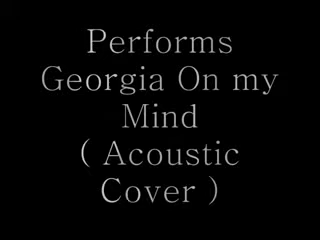 Performs
Georgia On my
Mind
( Acoustic
Cover )